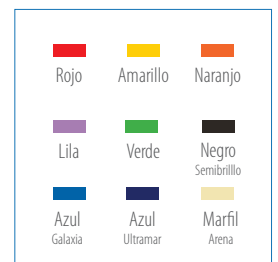 Rojo Amarillo Naranjo
Lila Verde Negro
Semibrilllo
Azul Azul Marfil
Galaxia Ultramar Arena